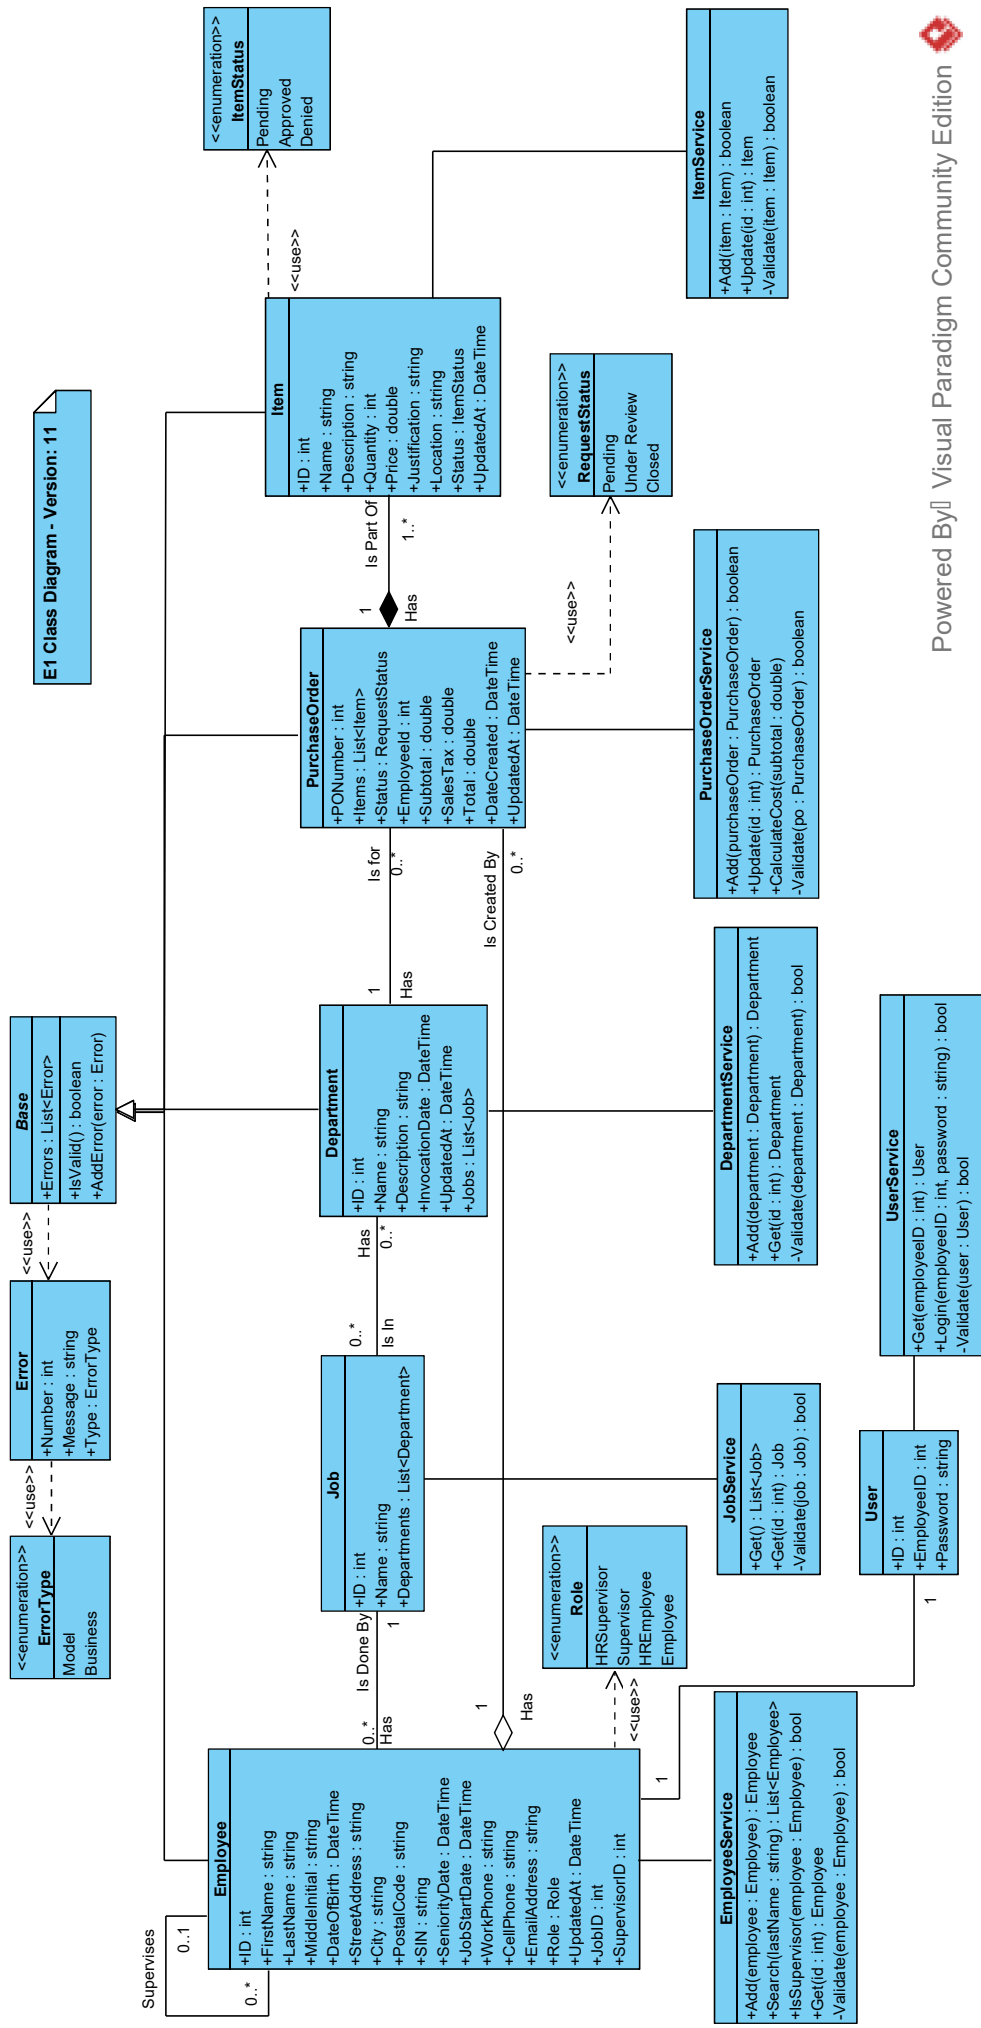 E1 Class Diagram - Version: 11
<<enumeration>>
ErrorType
Model
Business
<<use>>
Error
+Number : int
+Message : string
+Type : ErrorType
<<use>>
Base
+Errors : List<Error>
+IsValid() : boolean
+AddError(error : Error)
Supervises
0..1
0..*
Employee
+ID : int
+FirstName : string
+LastName : string
+MiddleInitial : string
+DateOfBirth : DateTime
+StreetAddress : string
+City : string
+PostalCode : string
+SIN : string
+SeniorityDate : DateTime
+JobStartDate : DateTime
+WorkPhone : string
+CellPhone : string
+EmailAddress : string
+Role : Role
+UpdatedAt : DateTime
+JobID : int
+SupervisorID : int
0..*
Has
Is Done By
1
Job
+ID : int
+Name : string
+Departments : List<Department>
0..*
Is In
Has
0..*
Department
+ID : int
+Name : string
+Description : string
+InvocationDate : DateTime
+UpdatedAt : DateTime
+Jobs : List<Job>
1
Has
Is for
0..*
PurchaseOrder
+PONumber : int
+Items : List<Item>
+Status : RequestStatus
+EmployeeId : int
+Subtotal : double
+SalesTax : double
+Total : double
+DateCreated : DateTime
+UpdatedAt : DateTime
1
Has
Is Part Of
1..*
Item
+ID : int
+Name : string
+Description : string
+Quantity : int
+Price : double
+Justification : string
+Location : string
+Status : ItemStatus
+UpdatedAt : DateTime
<<use>>
<<enumeration>>
ItemStatus
Pending
Approved
Denied
1
Has
Is Created By
0..*
<<use>>
<<enumeration>>
Role
HRSupervisor
Supervisor
HREmployee
Employee
<<use>>
<<enumeration>>
RequestStatus
Pending
Under Review
Closed
1
1
EmployeeService
+Add(employee : Employee) : Employee
+Search(lastName : string) : List<Employee>
+IsSupervisor(employee : Employee) : bool
+Get(id : int) : Employee
-Validate(employee : Employee) : bool
JobService
+Get() : List<Job>
+Get(id : int) : Job
-Validate(job : Job) : bool
DepartmentService
+Add(department : Department) : Department
+Get(id : int) : Department
-Validate(department : Department) : bool
PurchaseOrderService
+Add(purchaseOrder : PurchaseOrder) : boolean
+Update(id : int) : PurchaseOrder
+CalculateCost(subtotal : double)
-Validate(po : PurchaseOrder) : boolean
ItemService
+Add(item : Item) : boolean
+Update(id : int) : Item
-Validate(item : Item) : boolean
User
+ID : int
+EmployeeID : int
+Password : string
UserService
+Get(employeeID : int) : User
+Login(employeeID : int, password : string) : bool
-Validate(user : User) : bool
Powered By Visual Paradigm Community Edition